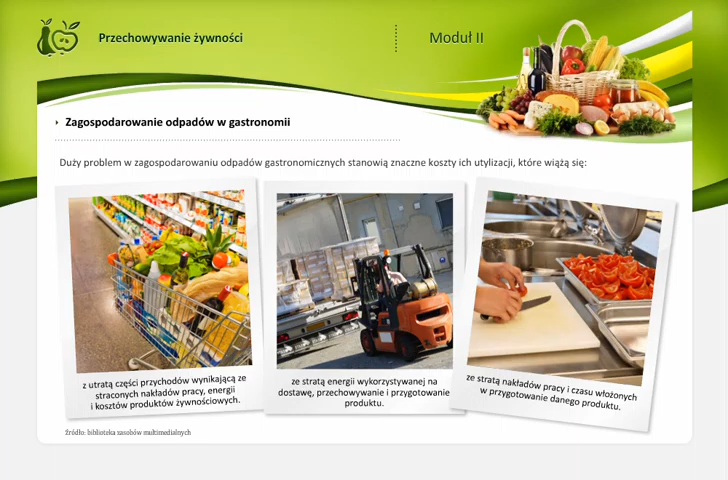 Przechowywanie żywności
Moduł II
Zagospodarowanie odpadów w gastronomii
Duży problem w zagospodarowaniu odpadów gastronomicznych stanowią znaczne koszty ich utylizacji, które wiążą się:
z utratą części przychodów wynikającą ze
straconych nakładów pracy, energii
i kosztów produktów żywnościowych.
ze stratą energii wykorzystywanej na
dostawę, przechowywanie i przygotowanie
produktu.
ze stratą nakładów pracy i czasu włożonych
w przygotowanie danego produktu.
źródło: biblioteka zasobów multimedialnych